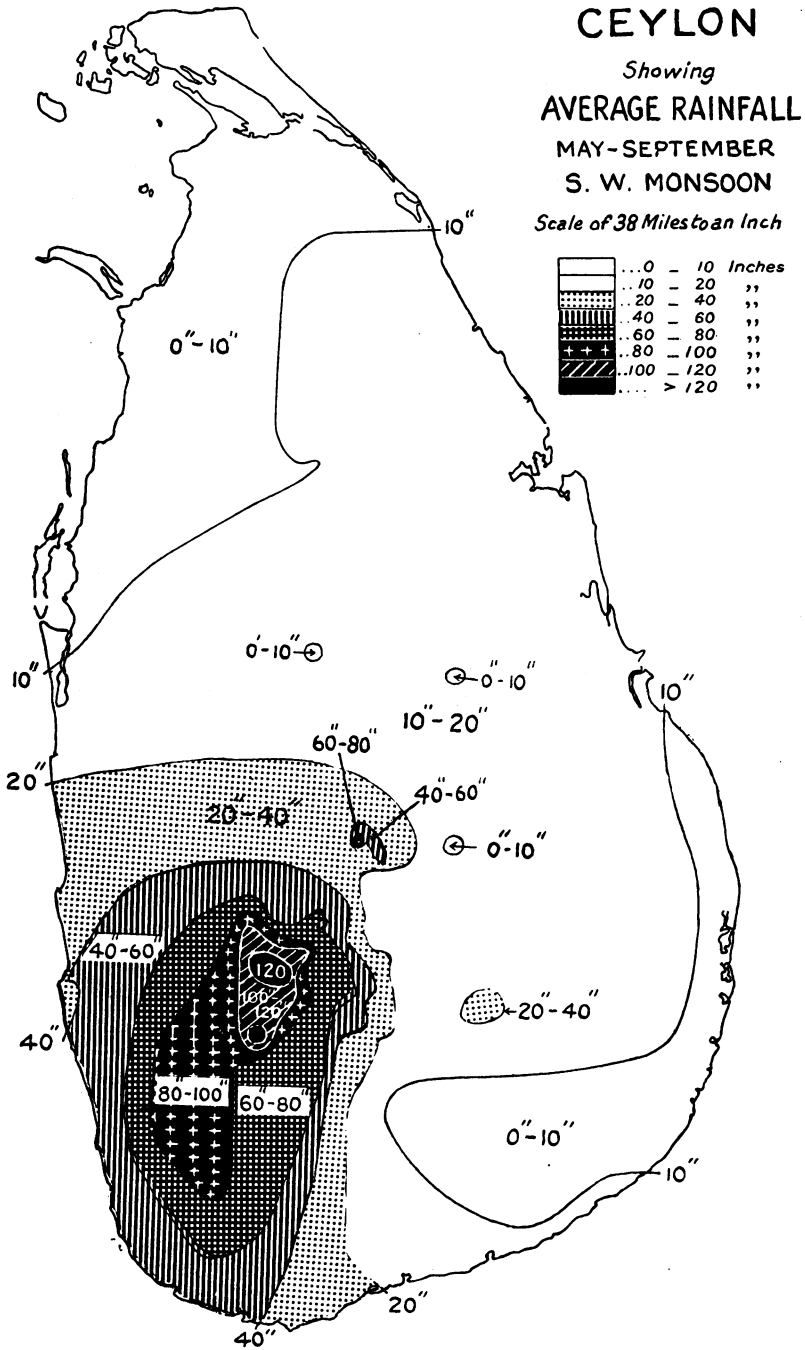 CEYLON
Showing
AVERAGE RAINFALL
MAY-SEPTEMBER
S. W. MONSOON
Scale of 38 Miles to an Inch
...0 - 10 Inches
..10 - 20 ,,
..20 - 40 ,,
..40 - 60 ,,
..60 - 80 ,,
..80 - 100 ,,
..100 - 120 ,,
.... > 120 ,,
10"
0"-10"
0'-10"
0"-10"
10"
10"
10"-20"
60"-80"
20"
40"-60"
20"-40"
0"-10"
40"-60"
120
100"-
120"
20"-40"
40"
80"-100"
60"-80"
0"-10"
10"
20"
40"